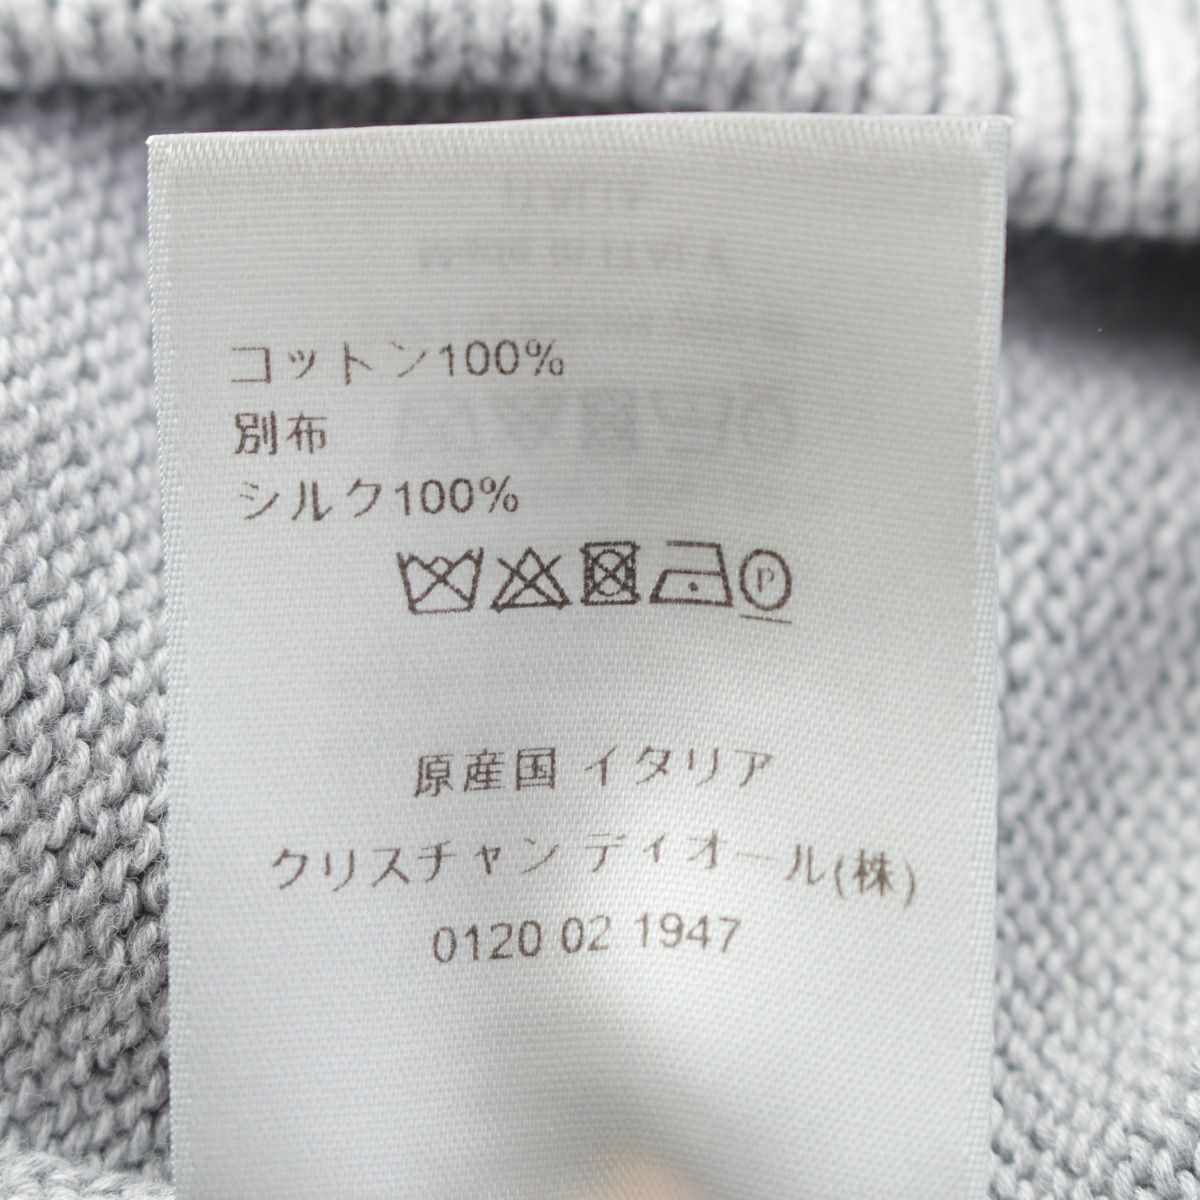 コットン100%
別布
シルク100%
P
原産国 イタリア
クリスチャン ディオール(株)
0120 02 1947